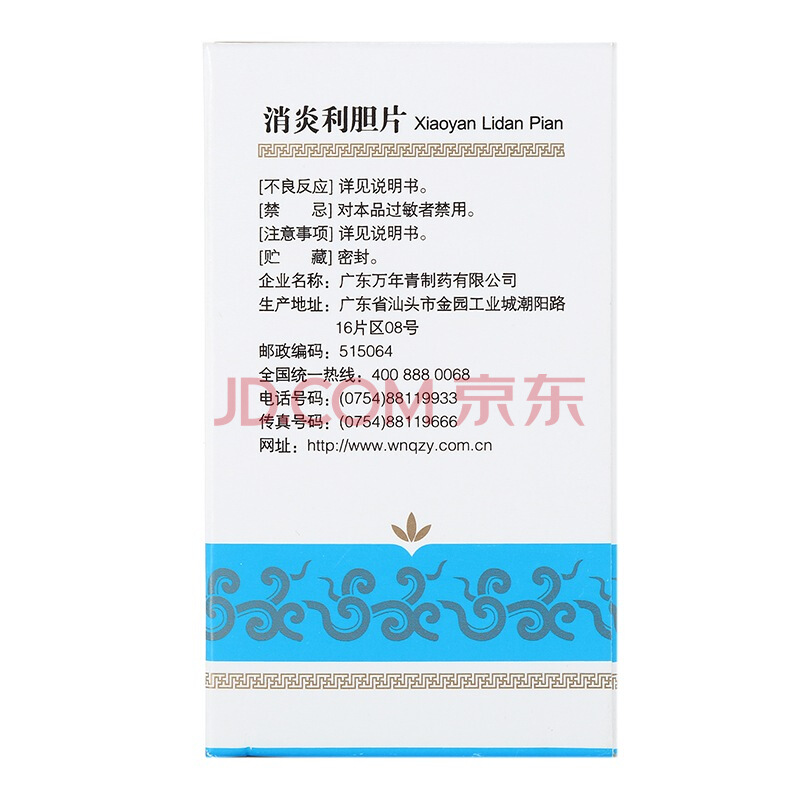 消炎利胆片 Xiaoyan Lidan Pian
[不良反应] 详见说明书。
[禁 忌] 对本品过敏者禁用。
[注意事项] 详见说明书。
[贮 藏] 密封。
企业名称：广东万年青制药有限公司
生产地址：广东省汕头市金园工业城潮阳路
16片区08号
邮政编码：515064
全国统一热线：400 888 0068
电话号码：(0754)88119933
JD.COM 京东
传真号码：(0754)88119666
网址：http://www.wnqzy.com.cn